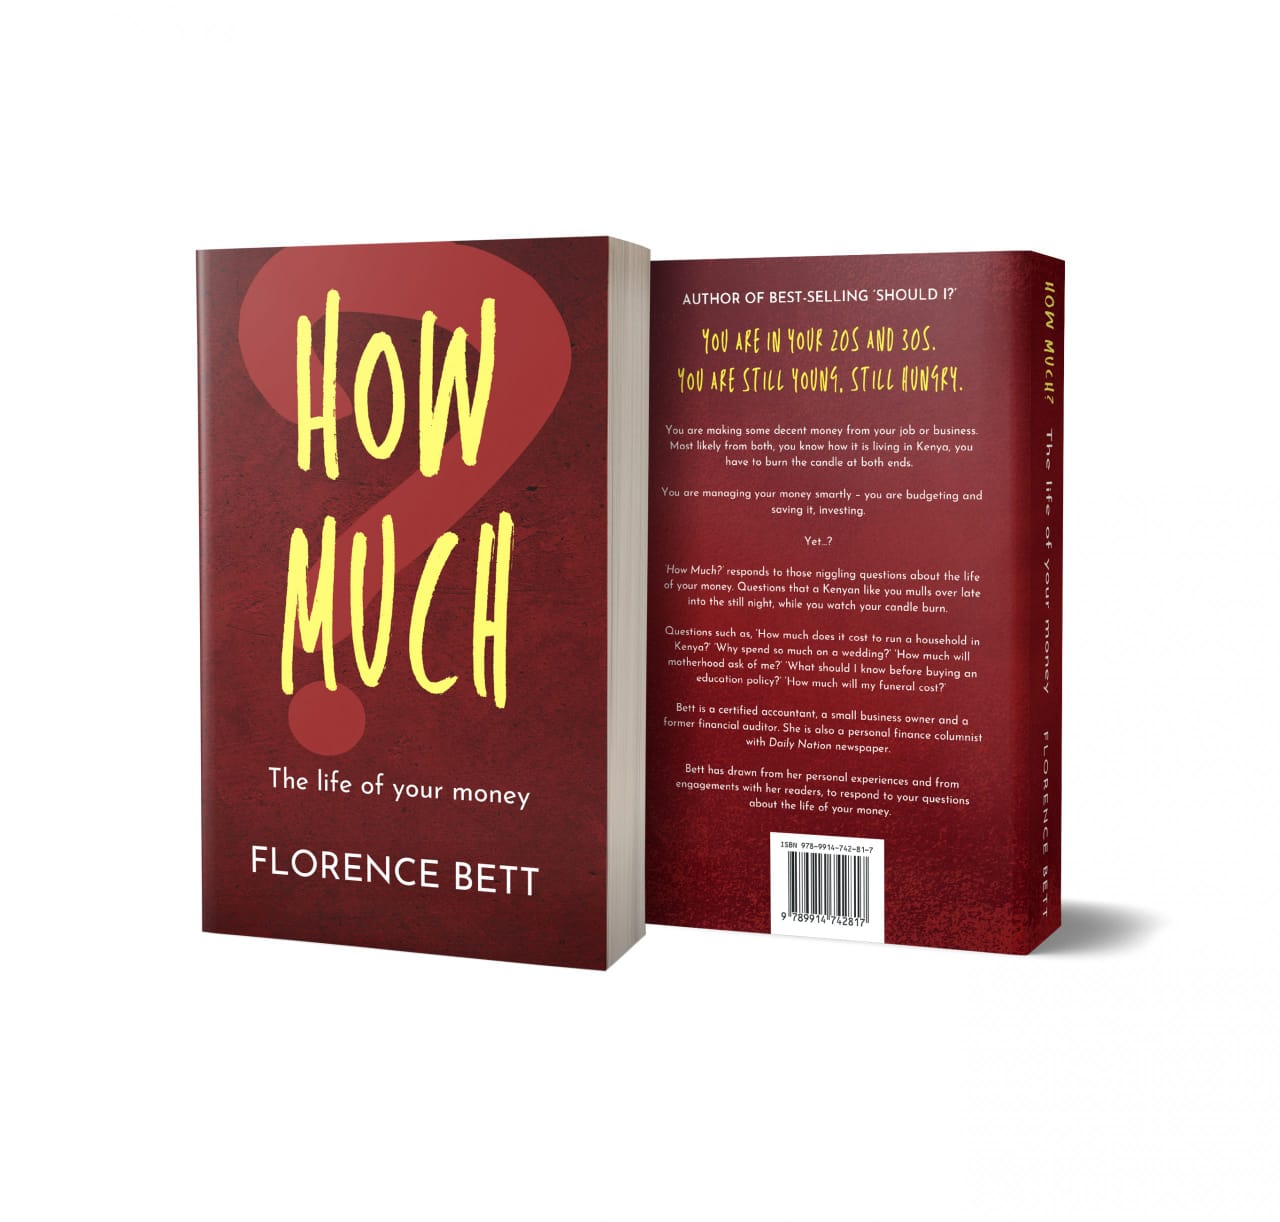 HOW
MUCH
The life of your money
FLORENCE BETT
AUTHOR OF BEST-SELLING ‘SHOULD I?’
YOU ARE IN YOUR 20S AND 30S.
YOU ARE STILL YOUNG, STILL HUNGRY.
You are making some decent money from your job or business.
Most likely from both, you know how it is living in Kenya, you
have to burn the candle at both ends.
You are managing your money smartly – you are budgeting and
saving it, investing.
Yet...?
‘How Much?’ responds to those niggling questions about the life
of your money. Questions that a Kenyan like you mulls over late
into the still night, while you watch your candle burn.
Questions such as, ‘How much does it cost to run a household in
Kenya?’ ‘Why spend so much on a wedding?’ ‘How much will
motherhood ask of me?’ ‘What should I know before buying an
education policy?’ ‘How much will my funeral cost?’
Bett is a certified accountant, a small business owner and a
former financial auditor. She is also a personal finance columnist
with Daily Nation newspaper.
Bett has drawn from her personal experiences and from
engagements with her readers, to respond to your questions
about the life of your money.
ISBN 978-9914-742-81-7
9 789914 742817
HOW MUCH? The life of your money FLORENCE BETT